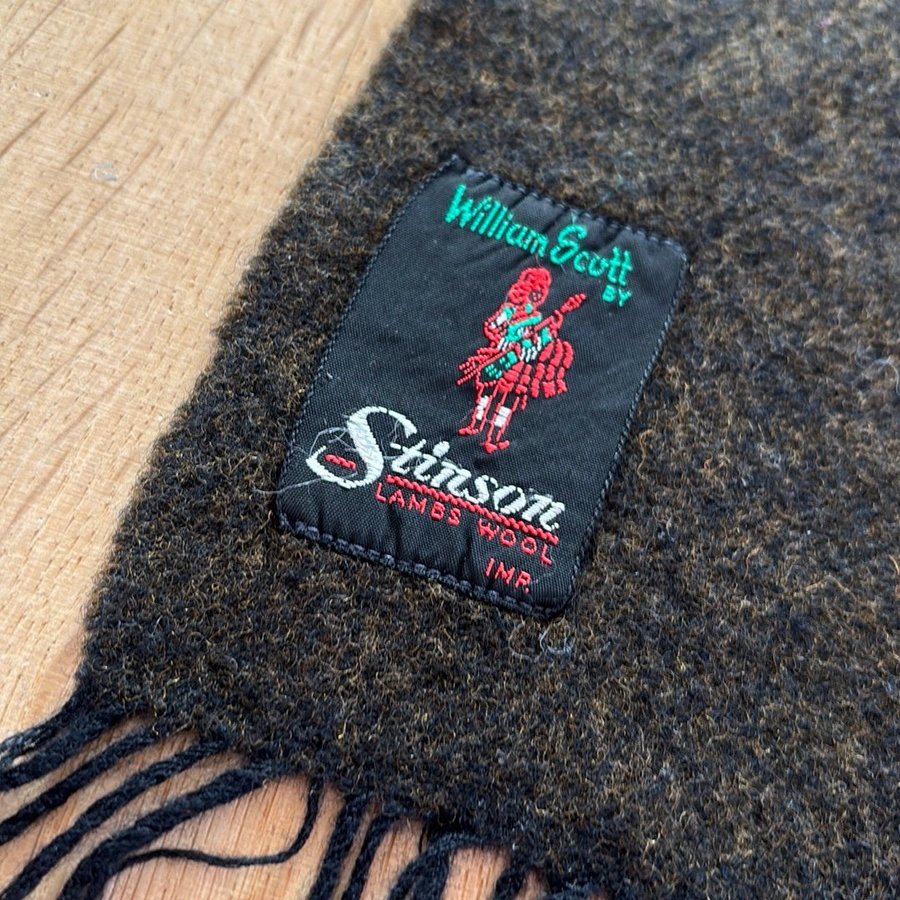 William Scott
BY
Stinson
LAMBS WOOL
IMP.